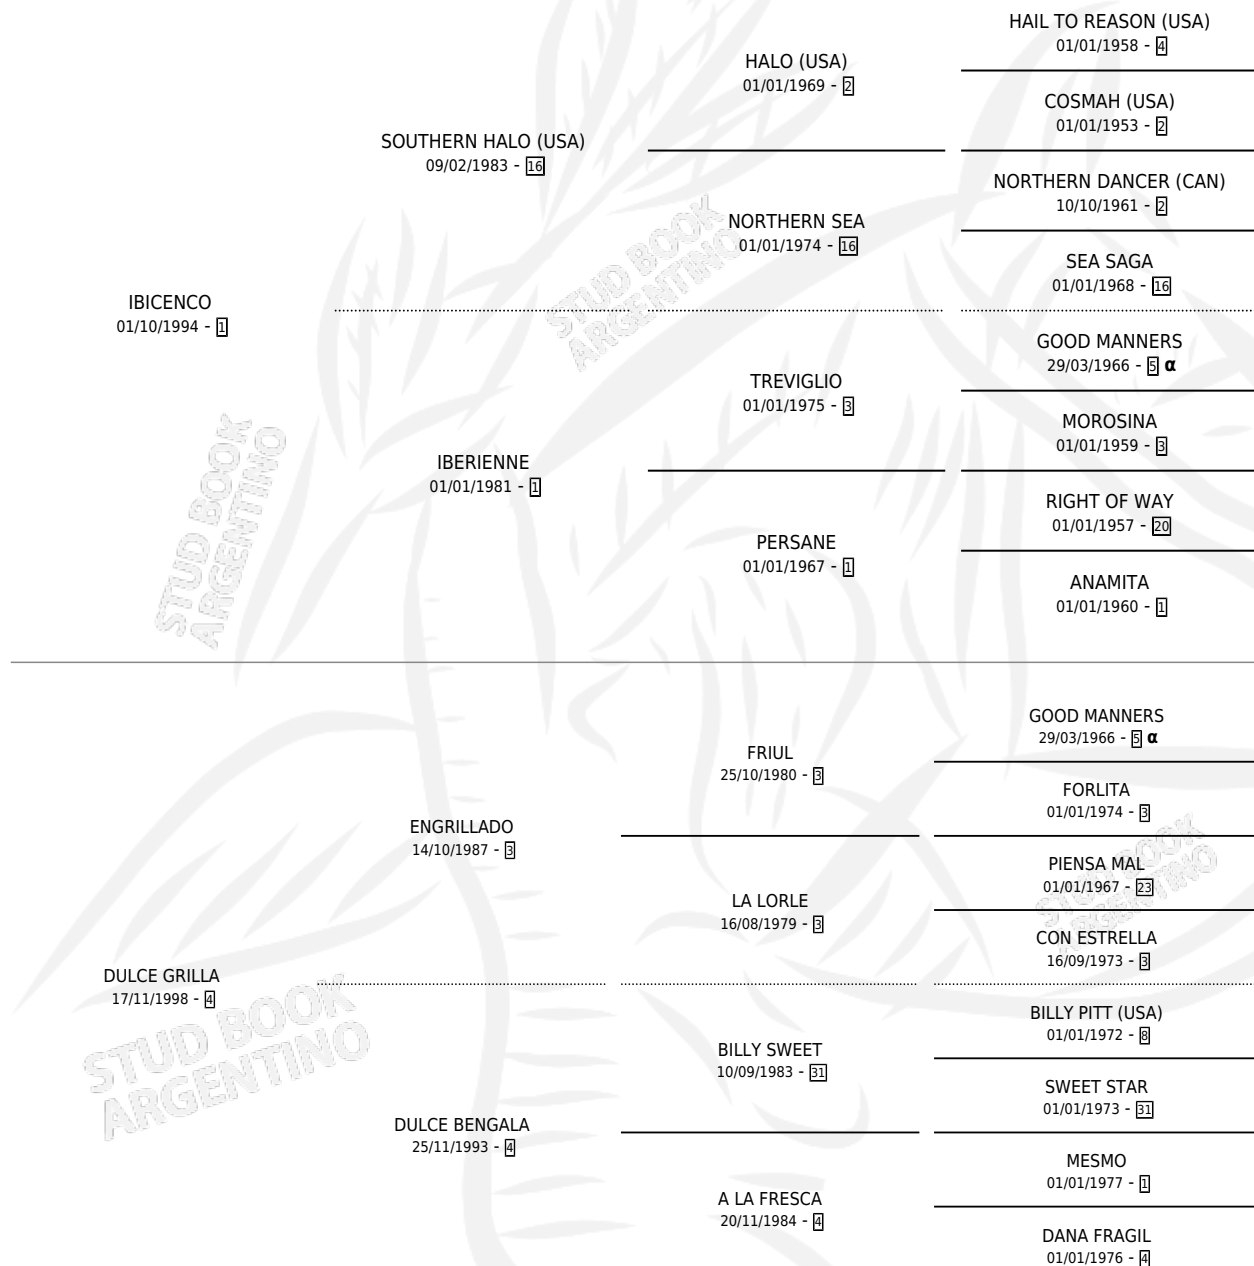 HAIL TO REASON (USA)
01/01/1958 - 4
HALO (USA)
01/01/1969 - 2
COSMAH (USA)
01/01/1953 - 2
SOUTHERN HALO (USA)
09/02/1983 - 16
NORTHERN DANCER (CAN)
10/10/1961 - 2
NORTHERN SEA
01/01/1974 - 16
SEA SAGA
01/01/1968 - 16
STUD BOOK
ARGENTINO
IBICENCO
01/10/1994 - 1
GOOD MANNERS
29/03/1966 - 5 α
TREVIGLIO
01/01/1975 - 3
MOROSINA
01/01/1959 - 3
IBERIENNE
01/01/1981 - 1
RIGHT OF WAY
01/01/1957 - 20
PERSANE
01/01/1967 - 1
ANAMITA
01/01/1960 - 1
STUD BOOK
ARGENTINO
GOOD MANNERS
29/03/1966 - 5 α
FRIUL
25/10/1980 - 3
FORLITA
01/01/1974 - 3
ENGRILLADO
14/10/1987 - 3
PIENSA MAL
01/01/1967 - 23
LA LORLE
16/08/1979 - 3
CON ESTRELLA
16/09/1973 - 3
STUD BOOK
ARGENTINO
DULCE GRILLA
17/11/1998 - 4
BILLY PITT (USA)
01/01/1972 - 8
BILLY SWEET
10/09/1983 - 31
SWEET STAR
01/01/1973 - 31
STUD BOOK
ARGENTINO
DULCE BENGALA
25/11/1993 - 4
MESMO
01/01/1977 - 1
A LA FRESCA
20/11/1984 - 4
DANA FRAGIL
01/01/1976 - 4